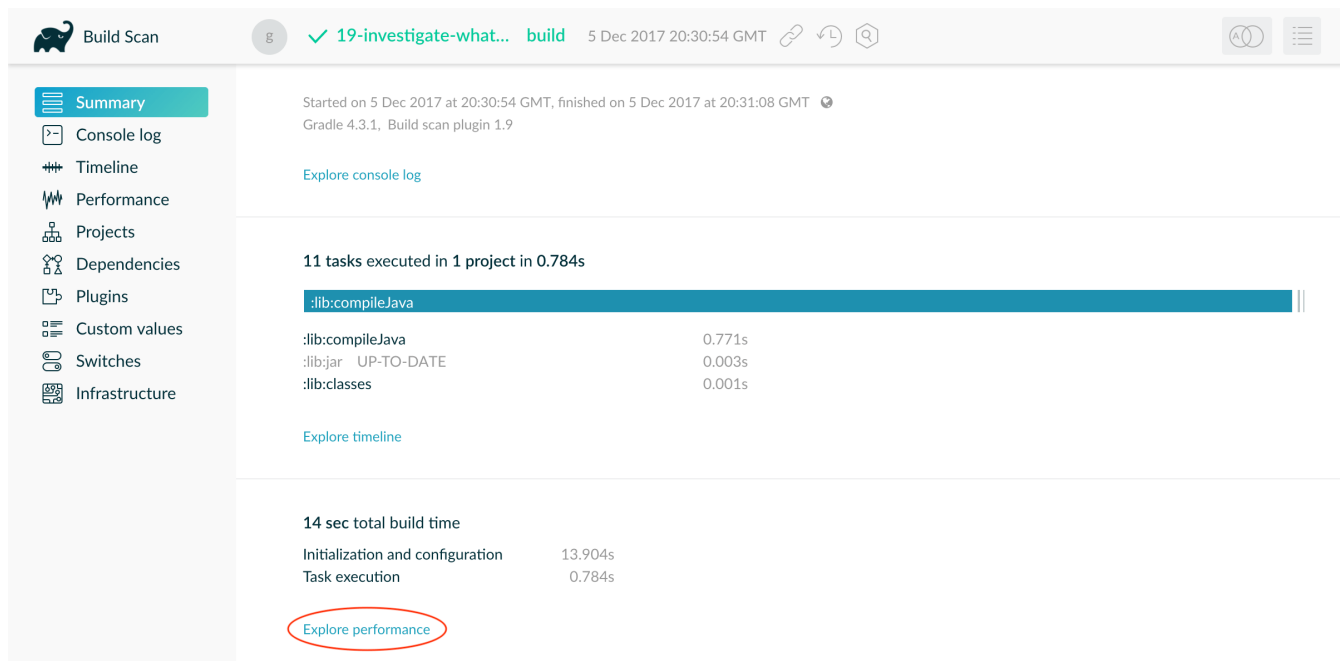 Build Scan
g 19-investigate-what... build 5 Dec 2017 20:30:54 GMT
A
Summary
Console log
Timeline
Performance
Projects
Dependencies
Plugins
Custom values
Switches
Infrastructure
Started on 5 Dec 2017 at 20:30:54 GMT, finished on 5 Dec 2017 at 20:31:08 GMT
Gradle 4.3.1, Build scan plugin 1.9
Explore console log
11 tasks executed in 1 project in 0.784s
:lib:compileJava
:lib:compileJava 0.771s
:lib:jar UP-TO-DATE 0.003s
:lib:classes 0.001s
Explore timeline
14 sec total build time
Initialization and configuration 13.904s
Task execution 0.784s
Explore performance